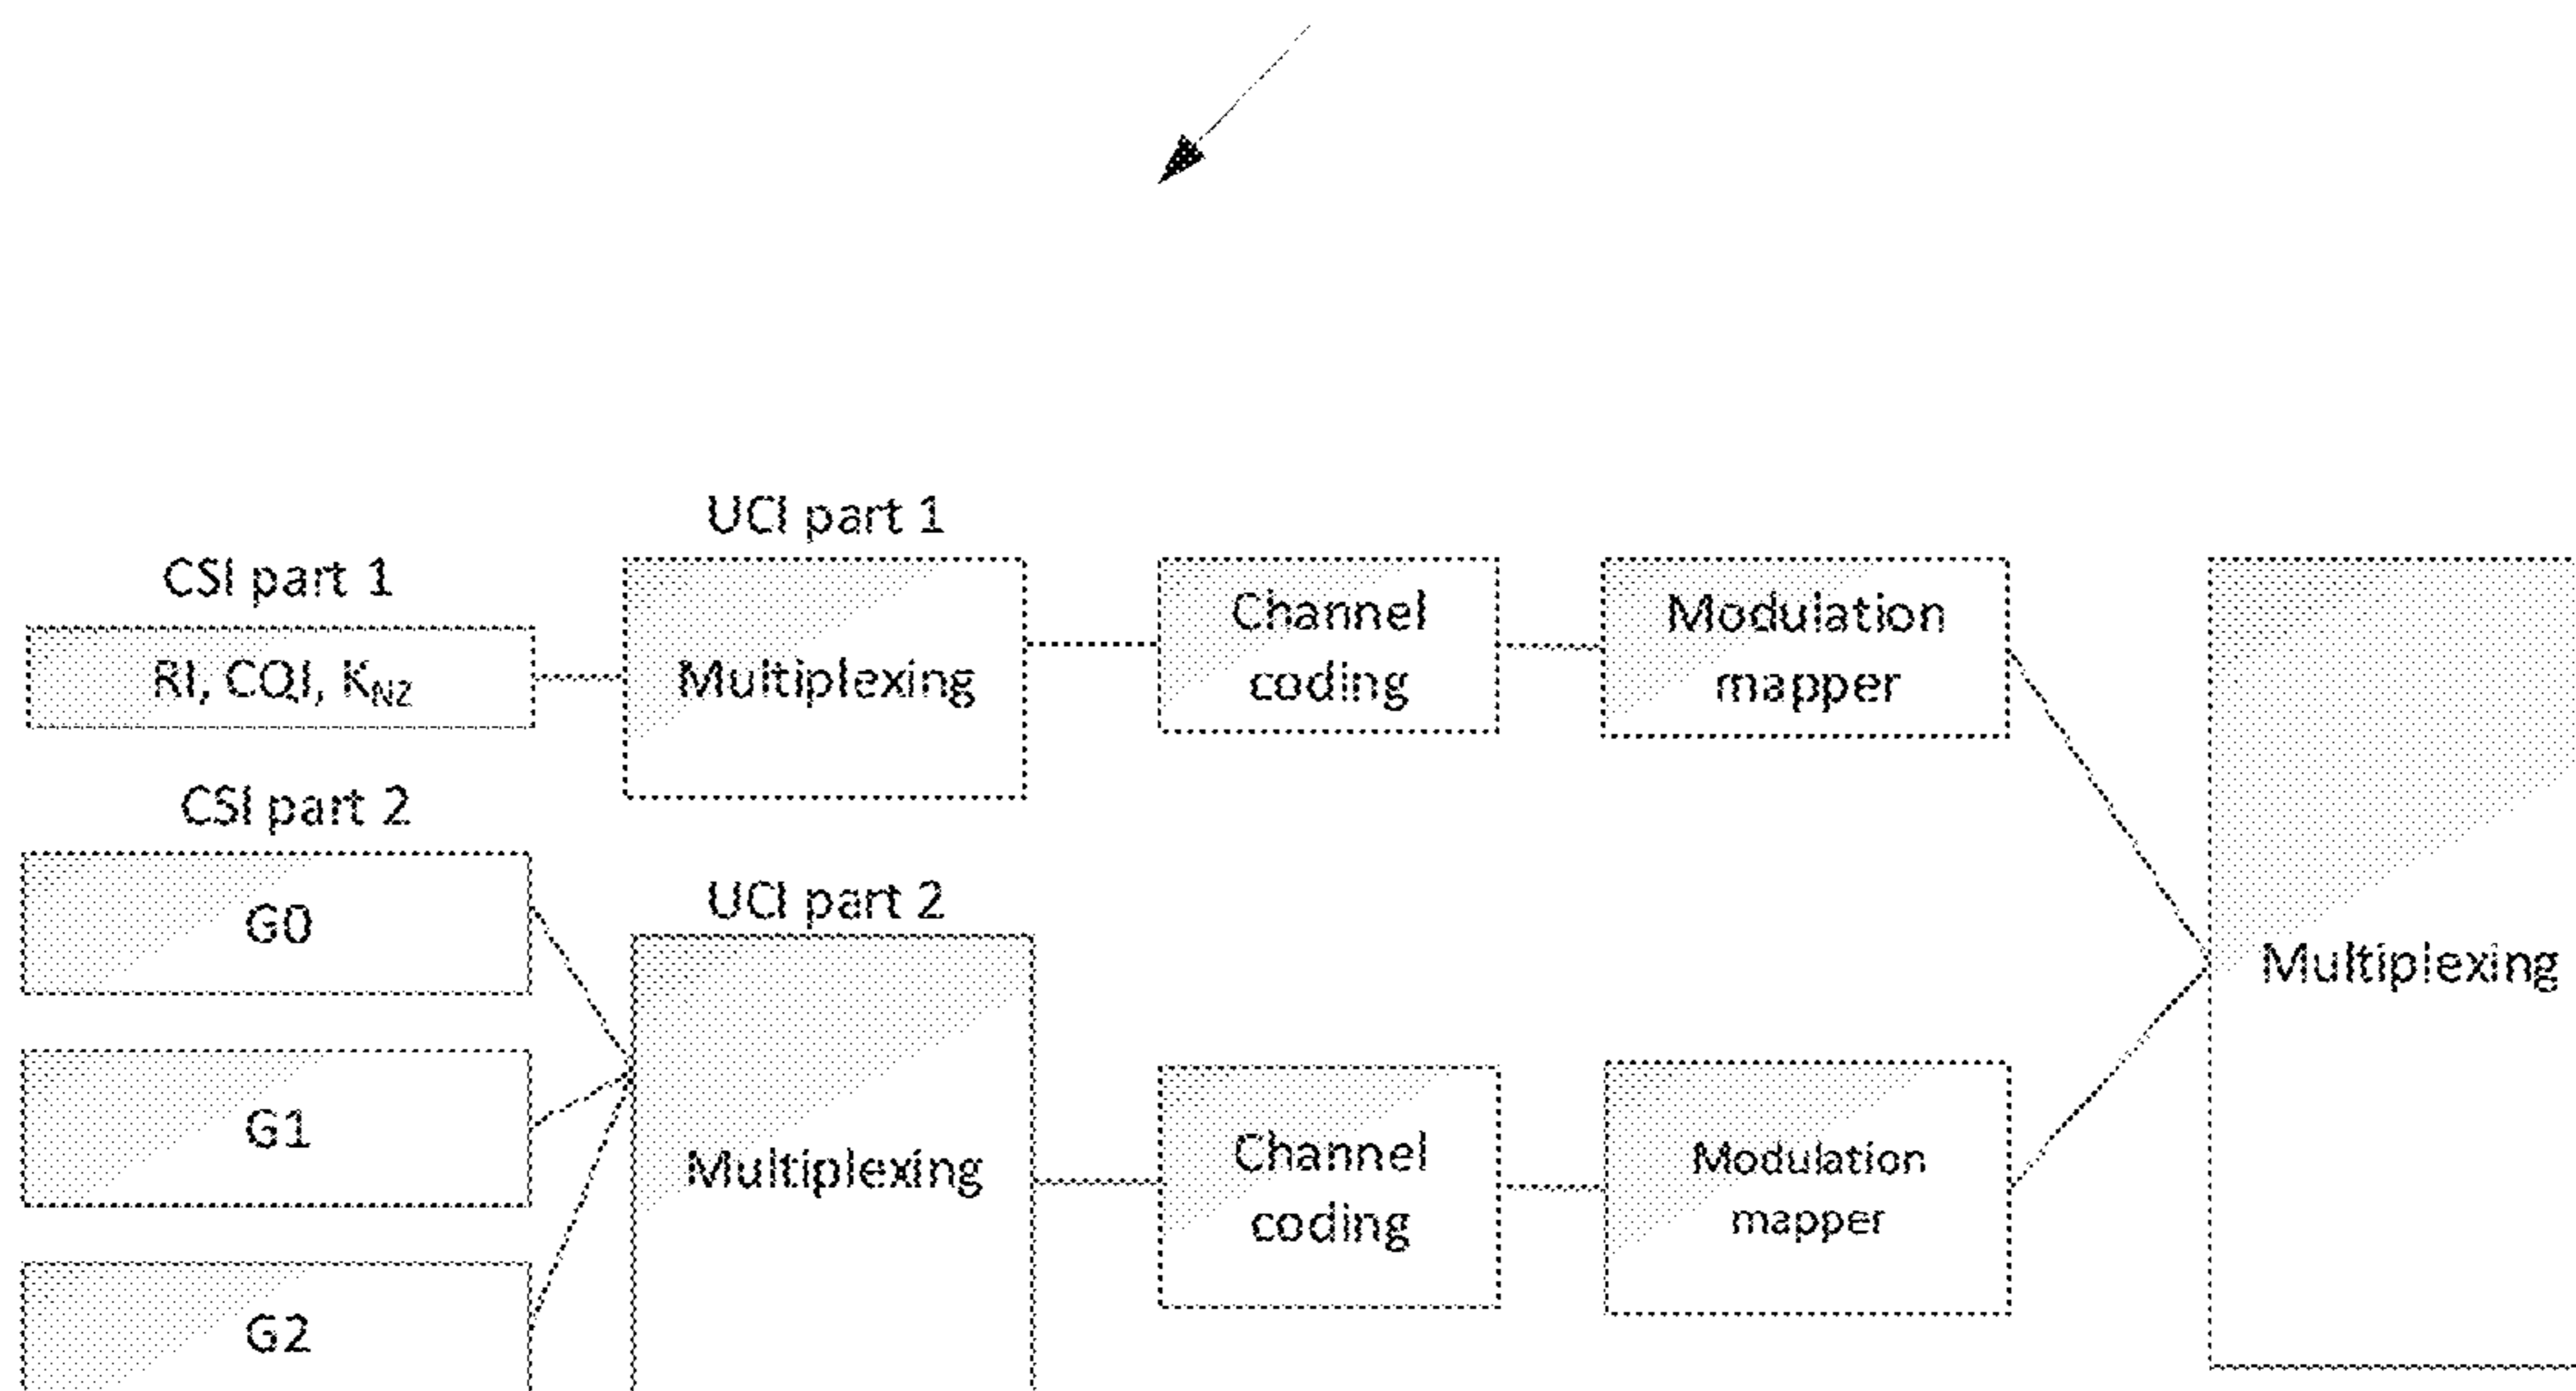 UCI part 1
CSI part 1
RI, CQI, KNZ
Multiplexing
Channel
coding
Modulation
mapper
CSI part 2
G0
G1
G2
UCI part 2
Multiplexing
Channel
coding
Modulation
mapper
Multiplexing